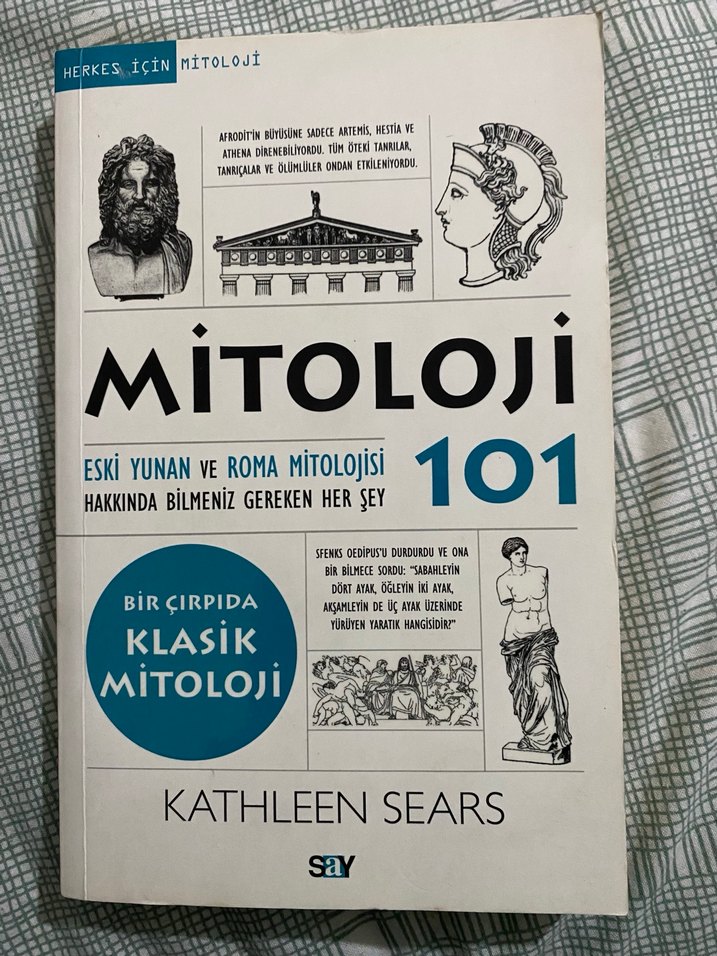 HERKES İÇİN MİTOLOJİ
AFRODİT'İN BÜYÜSÜNE SADECE ARTEMIS, HESTIA VE
ATHENA DİRENEBİLİYORDU. TÜM ÖTEKİ TANRILAR,
TANRIÇALAR VE ÖLÜMLÜLER ONDAN ETKİLENİYORDU.
MİTOLOJİ
101
ESKİ YUNAN VE ROMA MİTOLOJİSİ
HAKKINDA BİLMENİZ GEREKEN HER ŞEY
BİR ÇIRPIDA
KLASİK
MİTOLOJİ
SFENKS OEDİPUS'U DURDURDU VE ONA
BİR BİLMECE SORDU: "SABAHLEYİN
DÖRT AYAK, ÖĞLEYİN İKİ AYAK,
AKŞAMLEYİN DE ÜÇ AYAK ÜZERİNDE
YÜRÜYEN YARATIK HANGİSİDİR?"
KATHLEEN SEARS
SAY